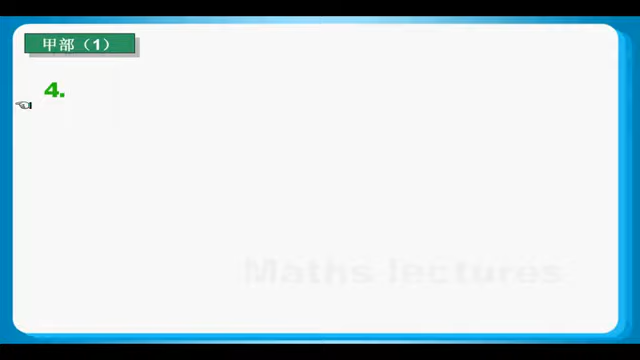 甲部（1）
4.
Maths lectures